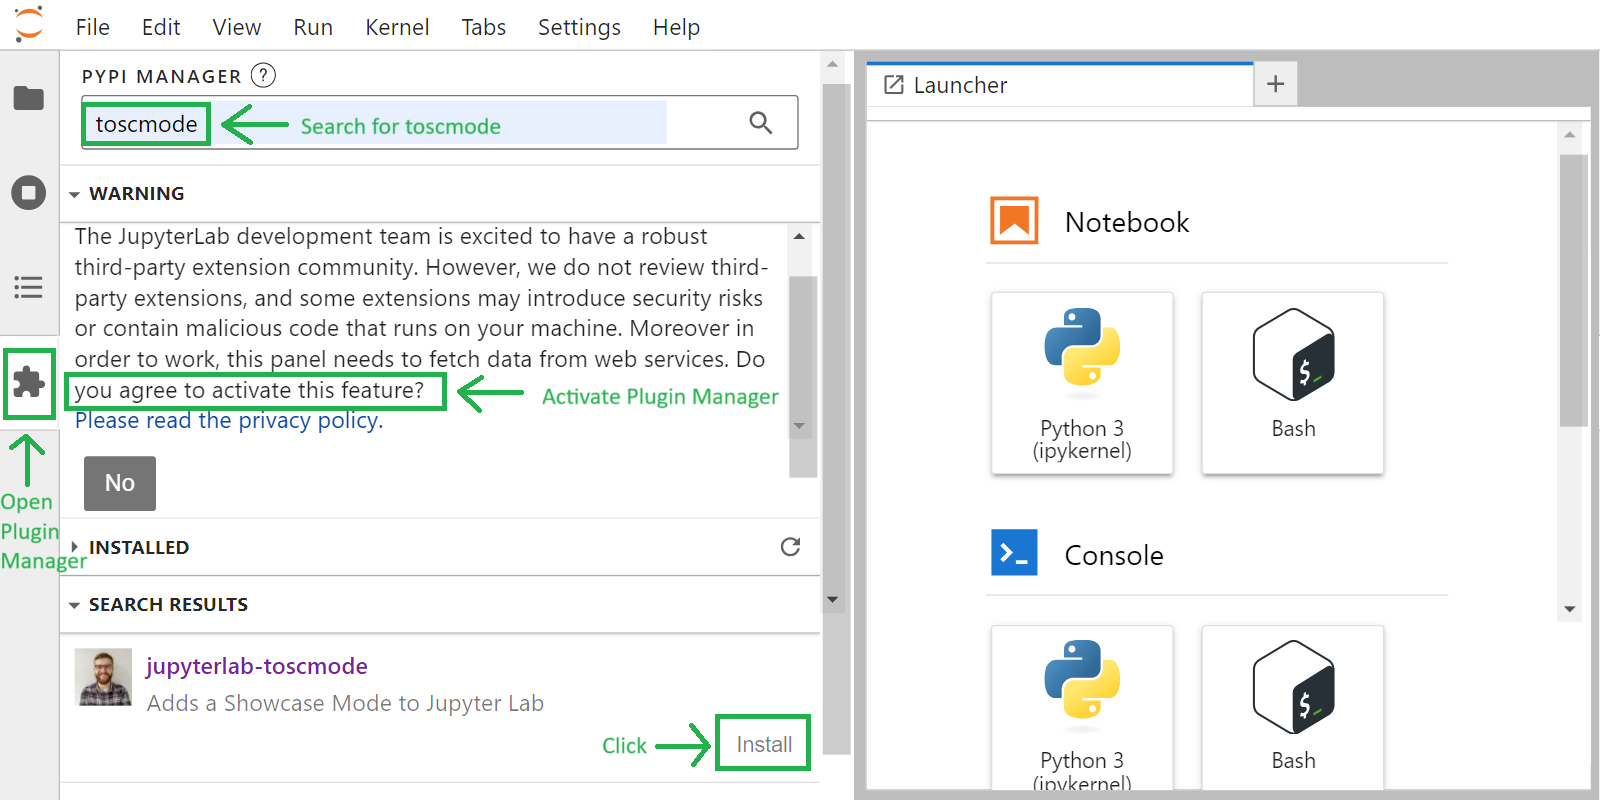 File Edit View Run Kernel Tabs Settings Help
PYPI MANAGER ?
toscmode
Search for toscmode
WARNING
The JupyterLab development team is excited to have a robust
third-party extension community. However, we do not review third-
party extensions, and some extensions may introduce security risks
or contain malicious code that runs on your machine. Moreover in
order to work, this panel needs to fetch data from web services. Do
you agree to activate this feature?
Activate Plugin Manager
Please read the privacy policy.
No
Open
Plugin
Manager
INSTALLED
SEARCH RESULTS
jupyterlab-toscmode
Adds a Showcase Mode to Jupyter Lab
Click
Install
Launcher
+
Notebook
Python 3
(ipykernel)
$_
Bash
Console
Python 3
(ipykernel)
$_
Bash